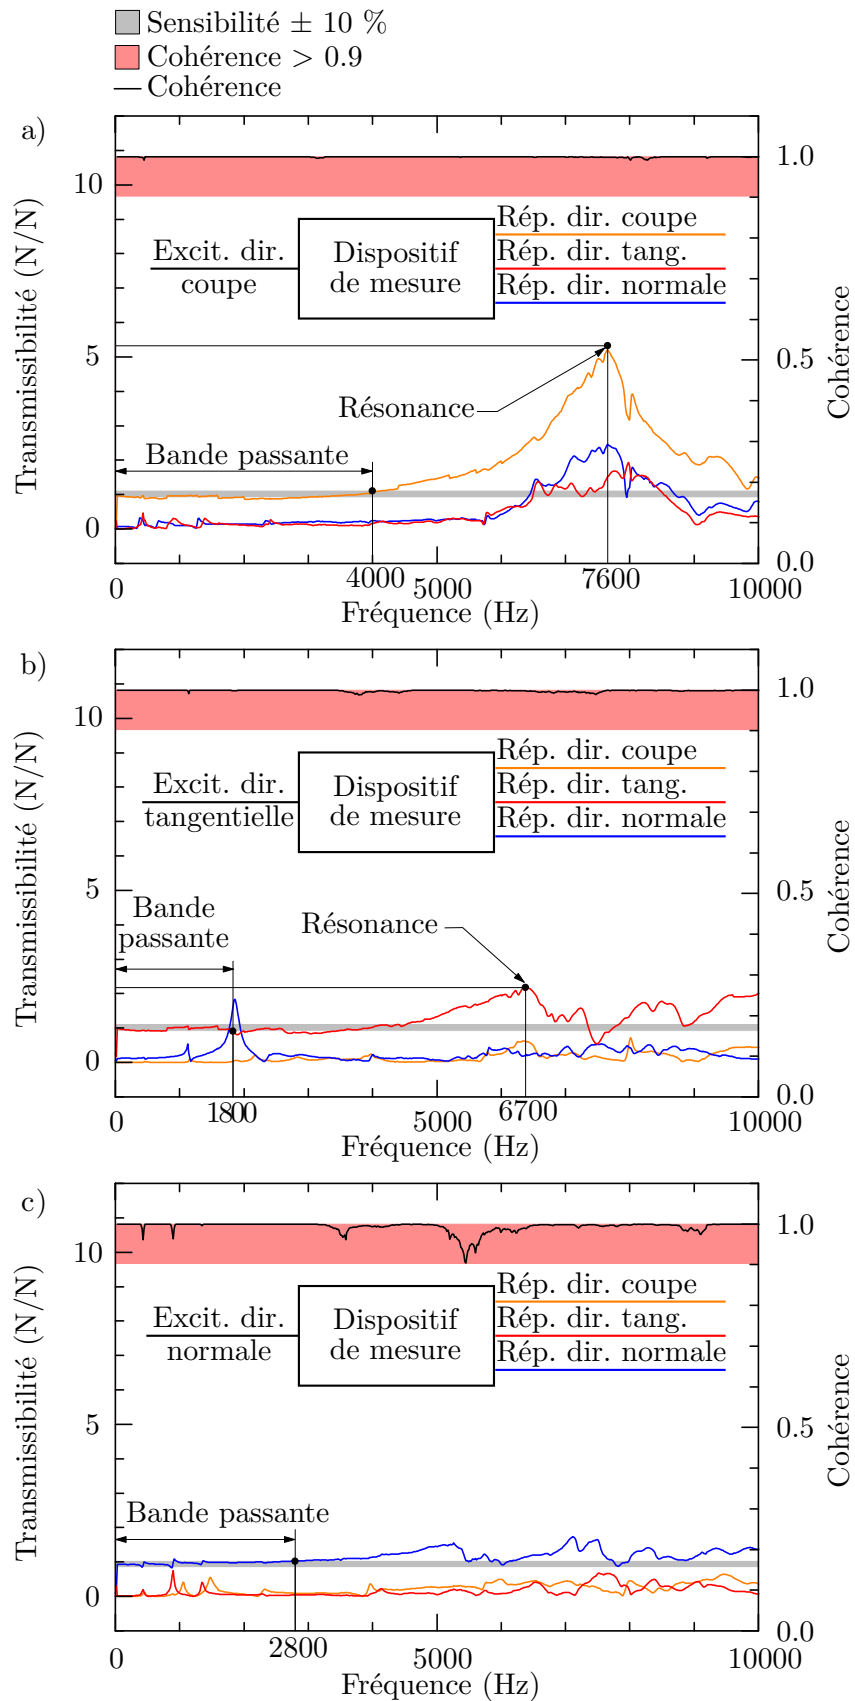 Sensibilité ± 10 %
Cohérence > 0.9
Cohérence
a)
10
5
0
Transmissibilité (N/N)
1.0
0.5
0.0
Cohérence
Excit. dir.
coupe
Dispositif
de mesure
Rép. dir. coupe
Rép. dir. tang.
Rép. dir. normale
Résonance
Bande passante
0
4000
5000
7600
10000
Fréquence (Hz)
b)
10
5
0
Transmissibilité (N/N)
1.0
0.5
0.0
Cohérence
Excit. dir.
tangentielle
Dispositif
de mesure
Rép. dir. coupe
Rép. dir. tang.
Rép. dir. normale
Bande
passante
Résonance
0
1800
5000
6700
10000
Fréquence (Hz)
c)
10
5
0
Transmissibilité (N/N)
1.0
0.5
0.0
Cohérence
Excit. dir.
normale
Dispositif
de mesure
Rép. dir. coupe
Rép. dir. tang.
Rép. dir. normale
Bande passante
0
2800
5000
10000
Fréquence (Hz)